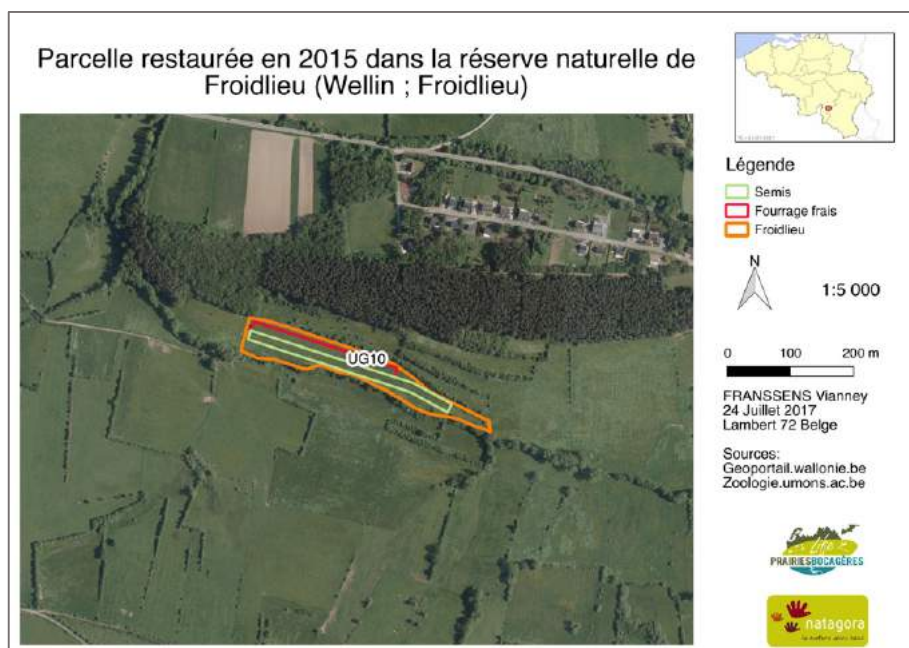 Parcelle restaurée en 2015 dans la réserve naturelle de
Froidlieu (Wellin ; Froidlieu)
Légende
Semis
Fourrage frais
Froidlieu
N
1:5 000
0 100 200 m
FRANSSENS Vianney
24 Juillet 2017
Lambert 72 Belge
Sources:
Geoportail.wallonie.be
Zoologie.umons.ac.be
UG10
Life
PRAIRIESBOCAGÈRES
natagora